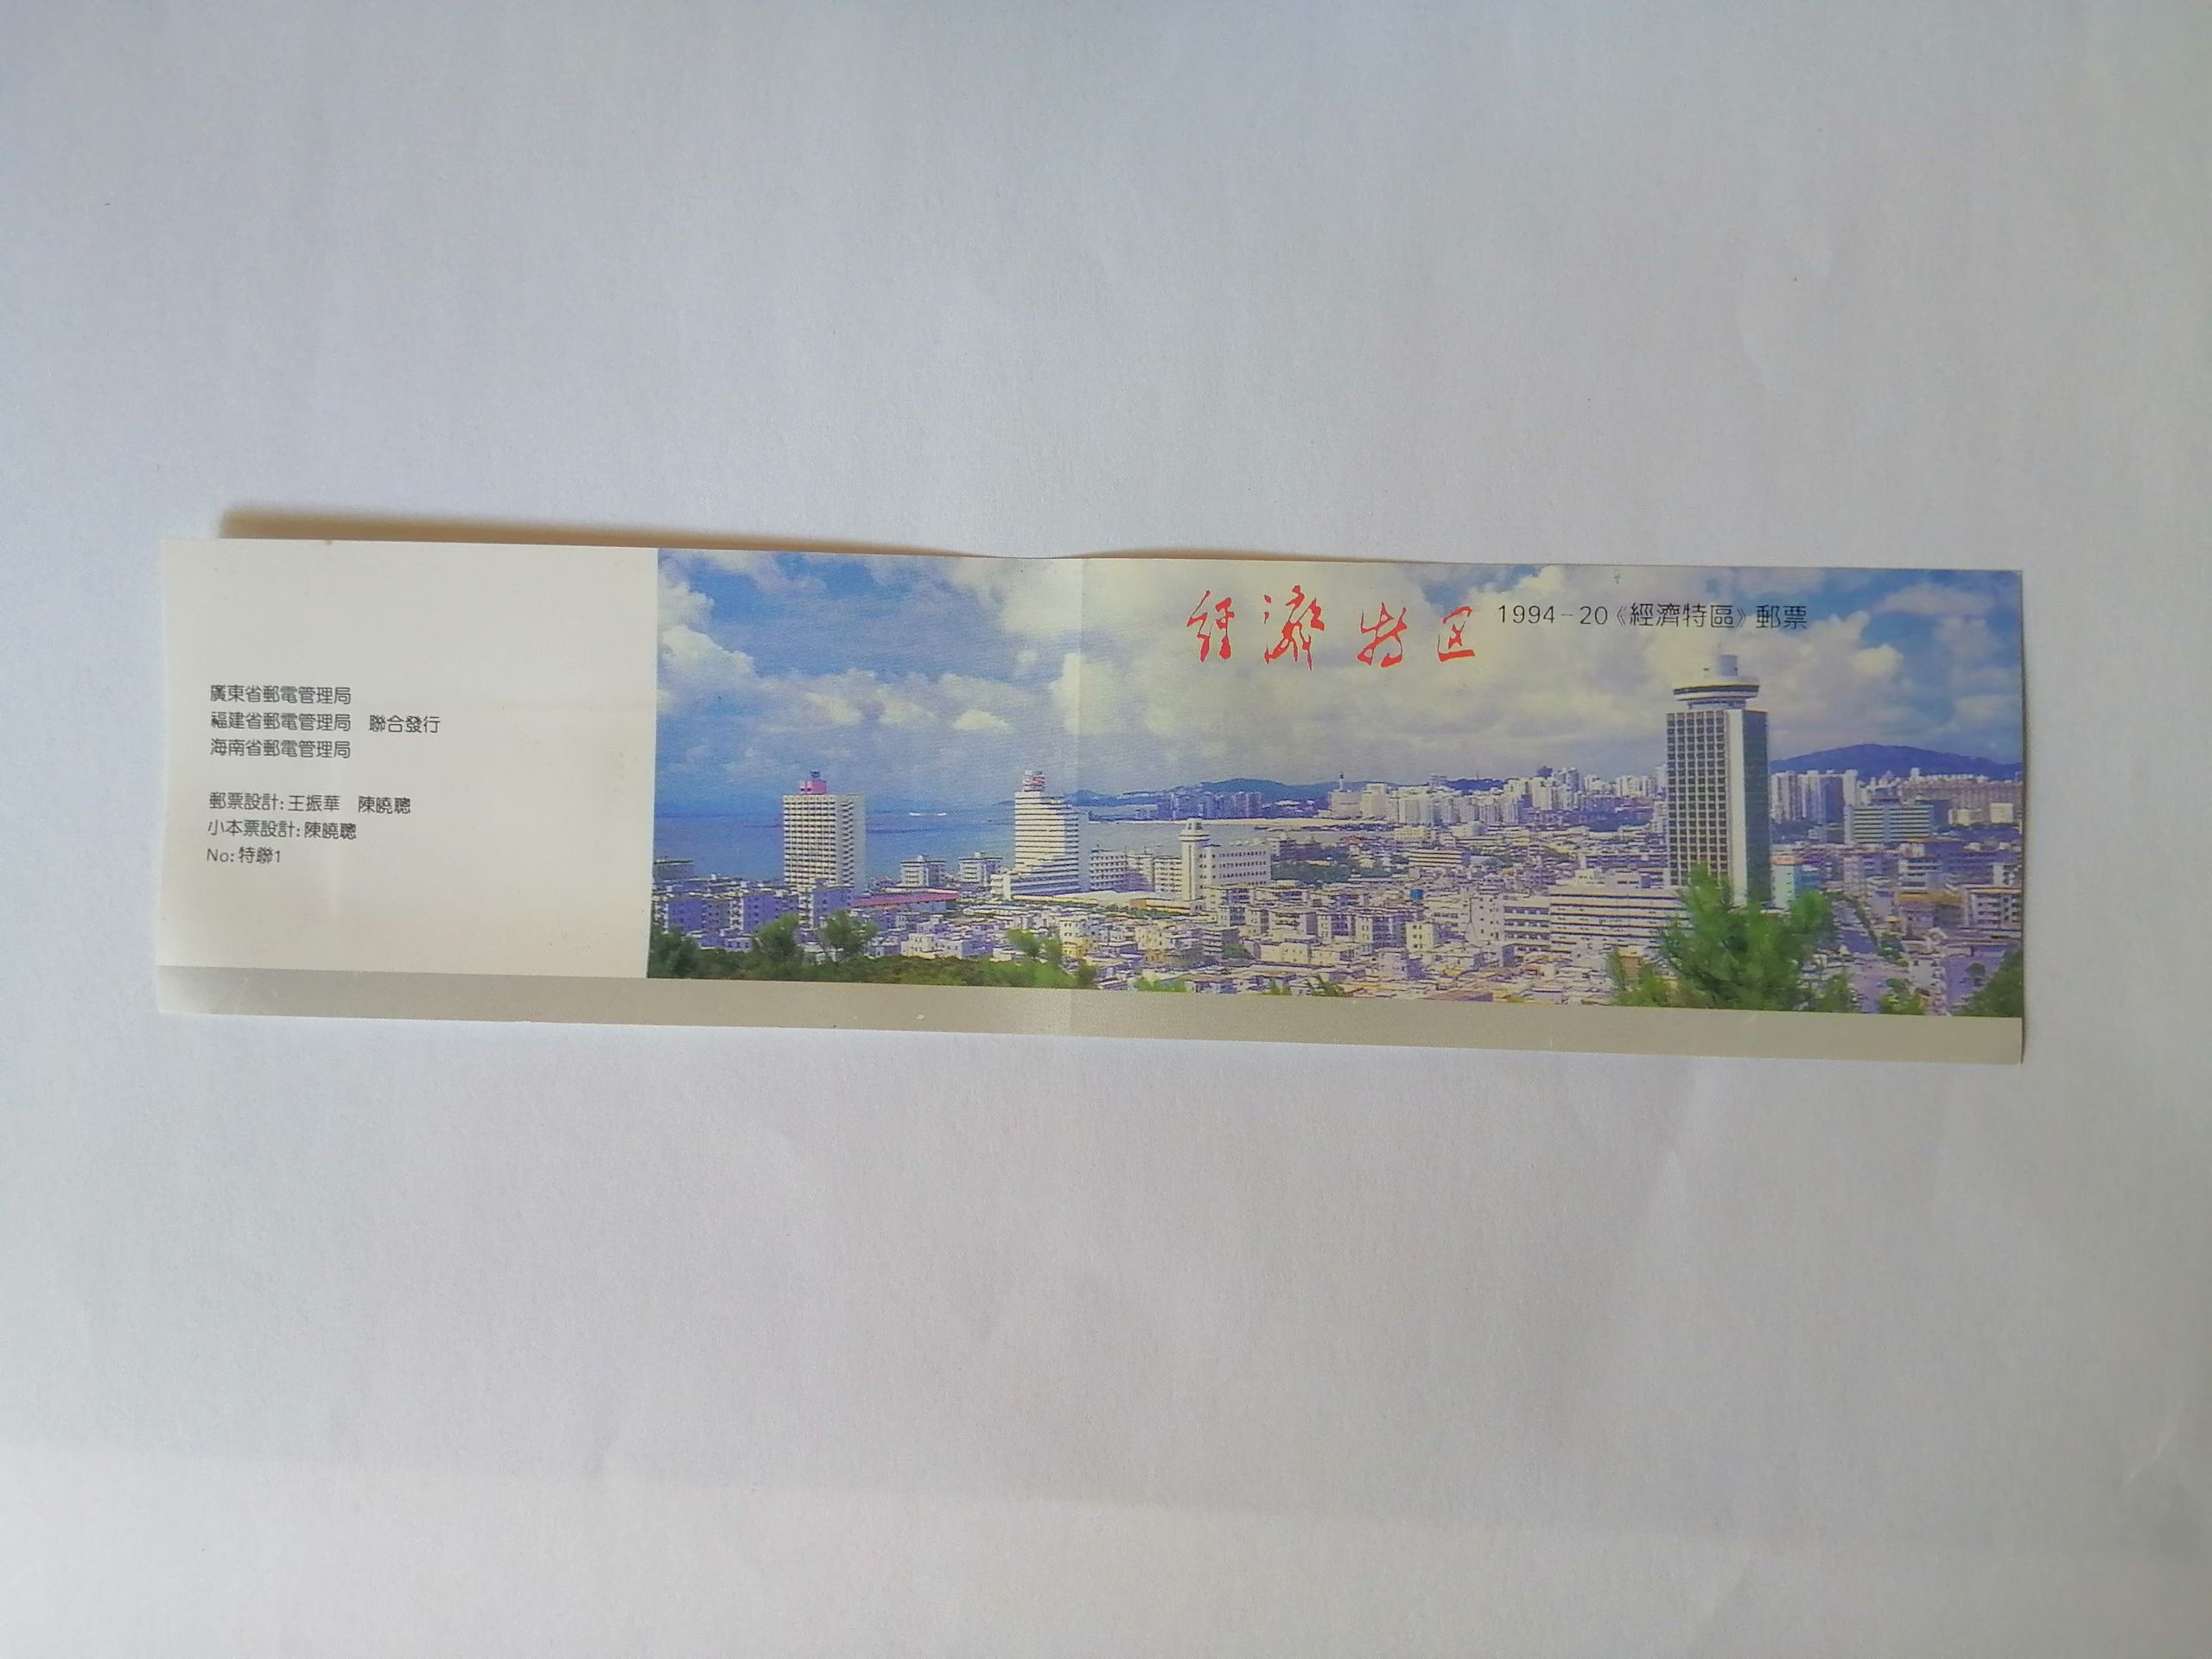 經濟特区
1994-20《經濟特區》郵票
廣東省郵電管理局
福建省郵電管理局 聯合發行
海南省郵電管理局
郵票設計:王振華 陳曉聰
小本票設計:陳曉聰
No:特聯1